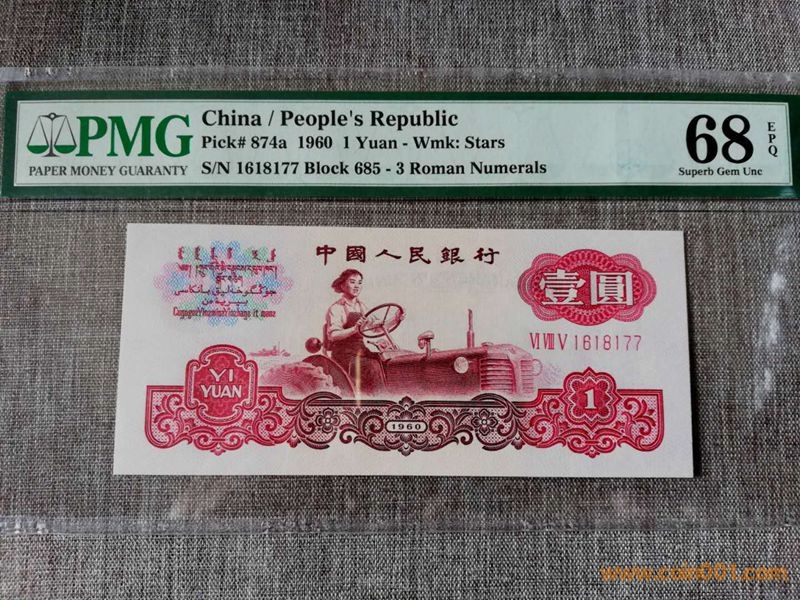 PMG
PAPER MONEY GUARANTY
China / People's Republic
Pick# 874a 1960 1 Yuan - Wmk: Stars
S/N 1618177 Block 685 - 3 Roman Numerals
68
EPQ
Superb Gem Unc
中國人民銀行
壹圓
VI VIII V 1618177
YI
YUAN
1960
1
www.coin001.com